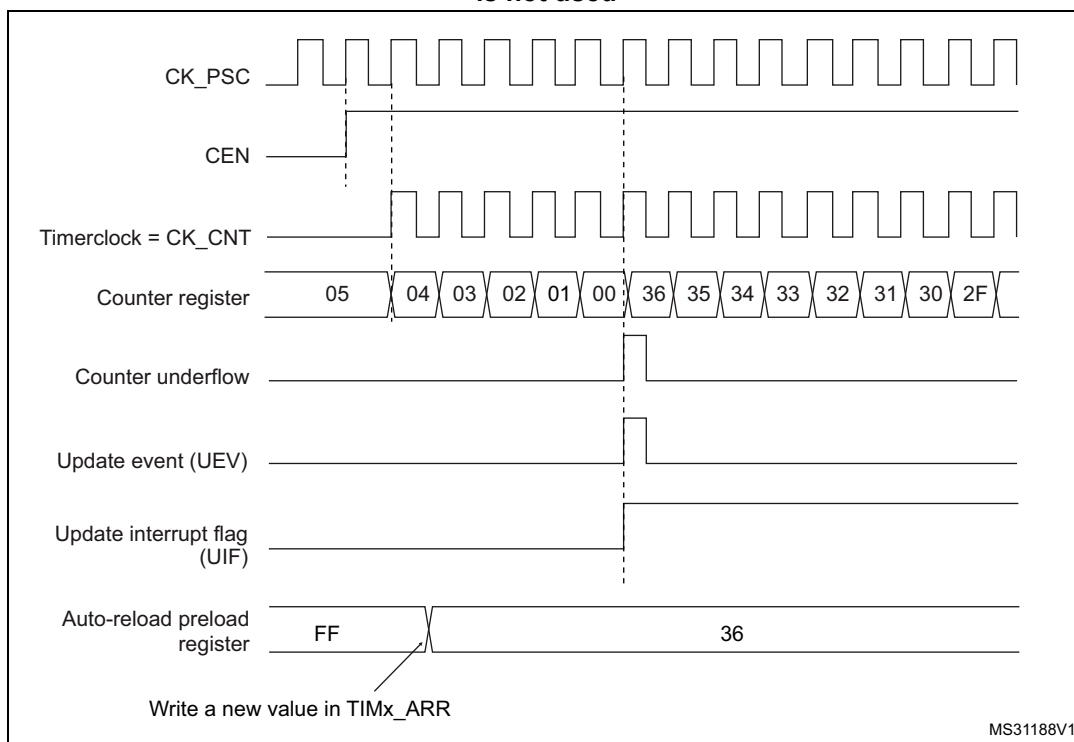 is not used
CK_PSC
CEN
Timerclock = CK_CNT
Counter register 05 04 03 02 01 00 36 35 34 33 32 31 30 2F
Counter underflow
Update event (UEV)
Update interrupt flag
(UIF)
Auto-reload preload
register FF 36
Write a new value in TIMx_ARR
MS31188V1